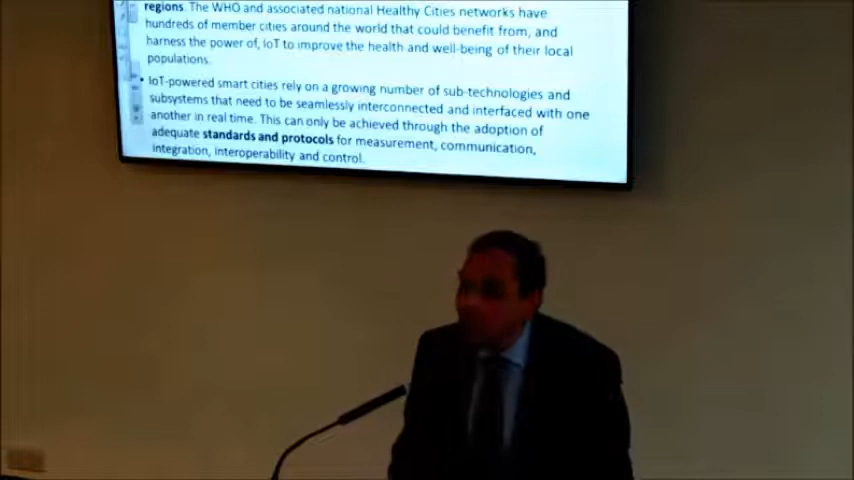 regions. The WHO and associated national Healthy Cities networks have
hundreds of member cities around the world that could benefit from, and
harness the power of, IoT to improve the health and well-being of their local
populations.
• IoT-powered smart cities rely on a growing number of sub-technologies and
subsystems that need to be seamlessly interconnected and interfaced with one
another in real time. This can only be achieved through the adoption of
adequate standards and protocols for measurement, communication,
integration, interoperability and control.